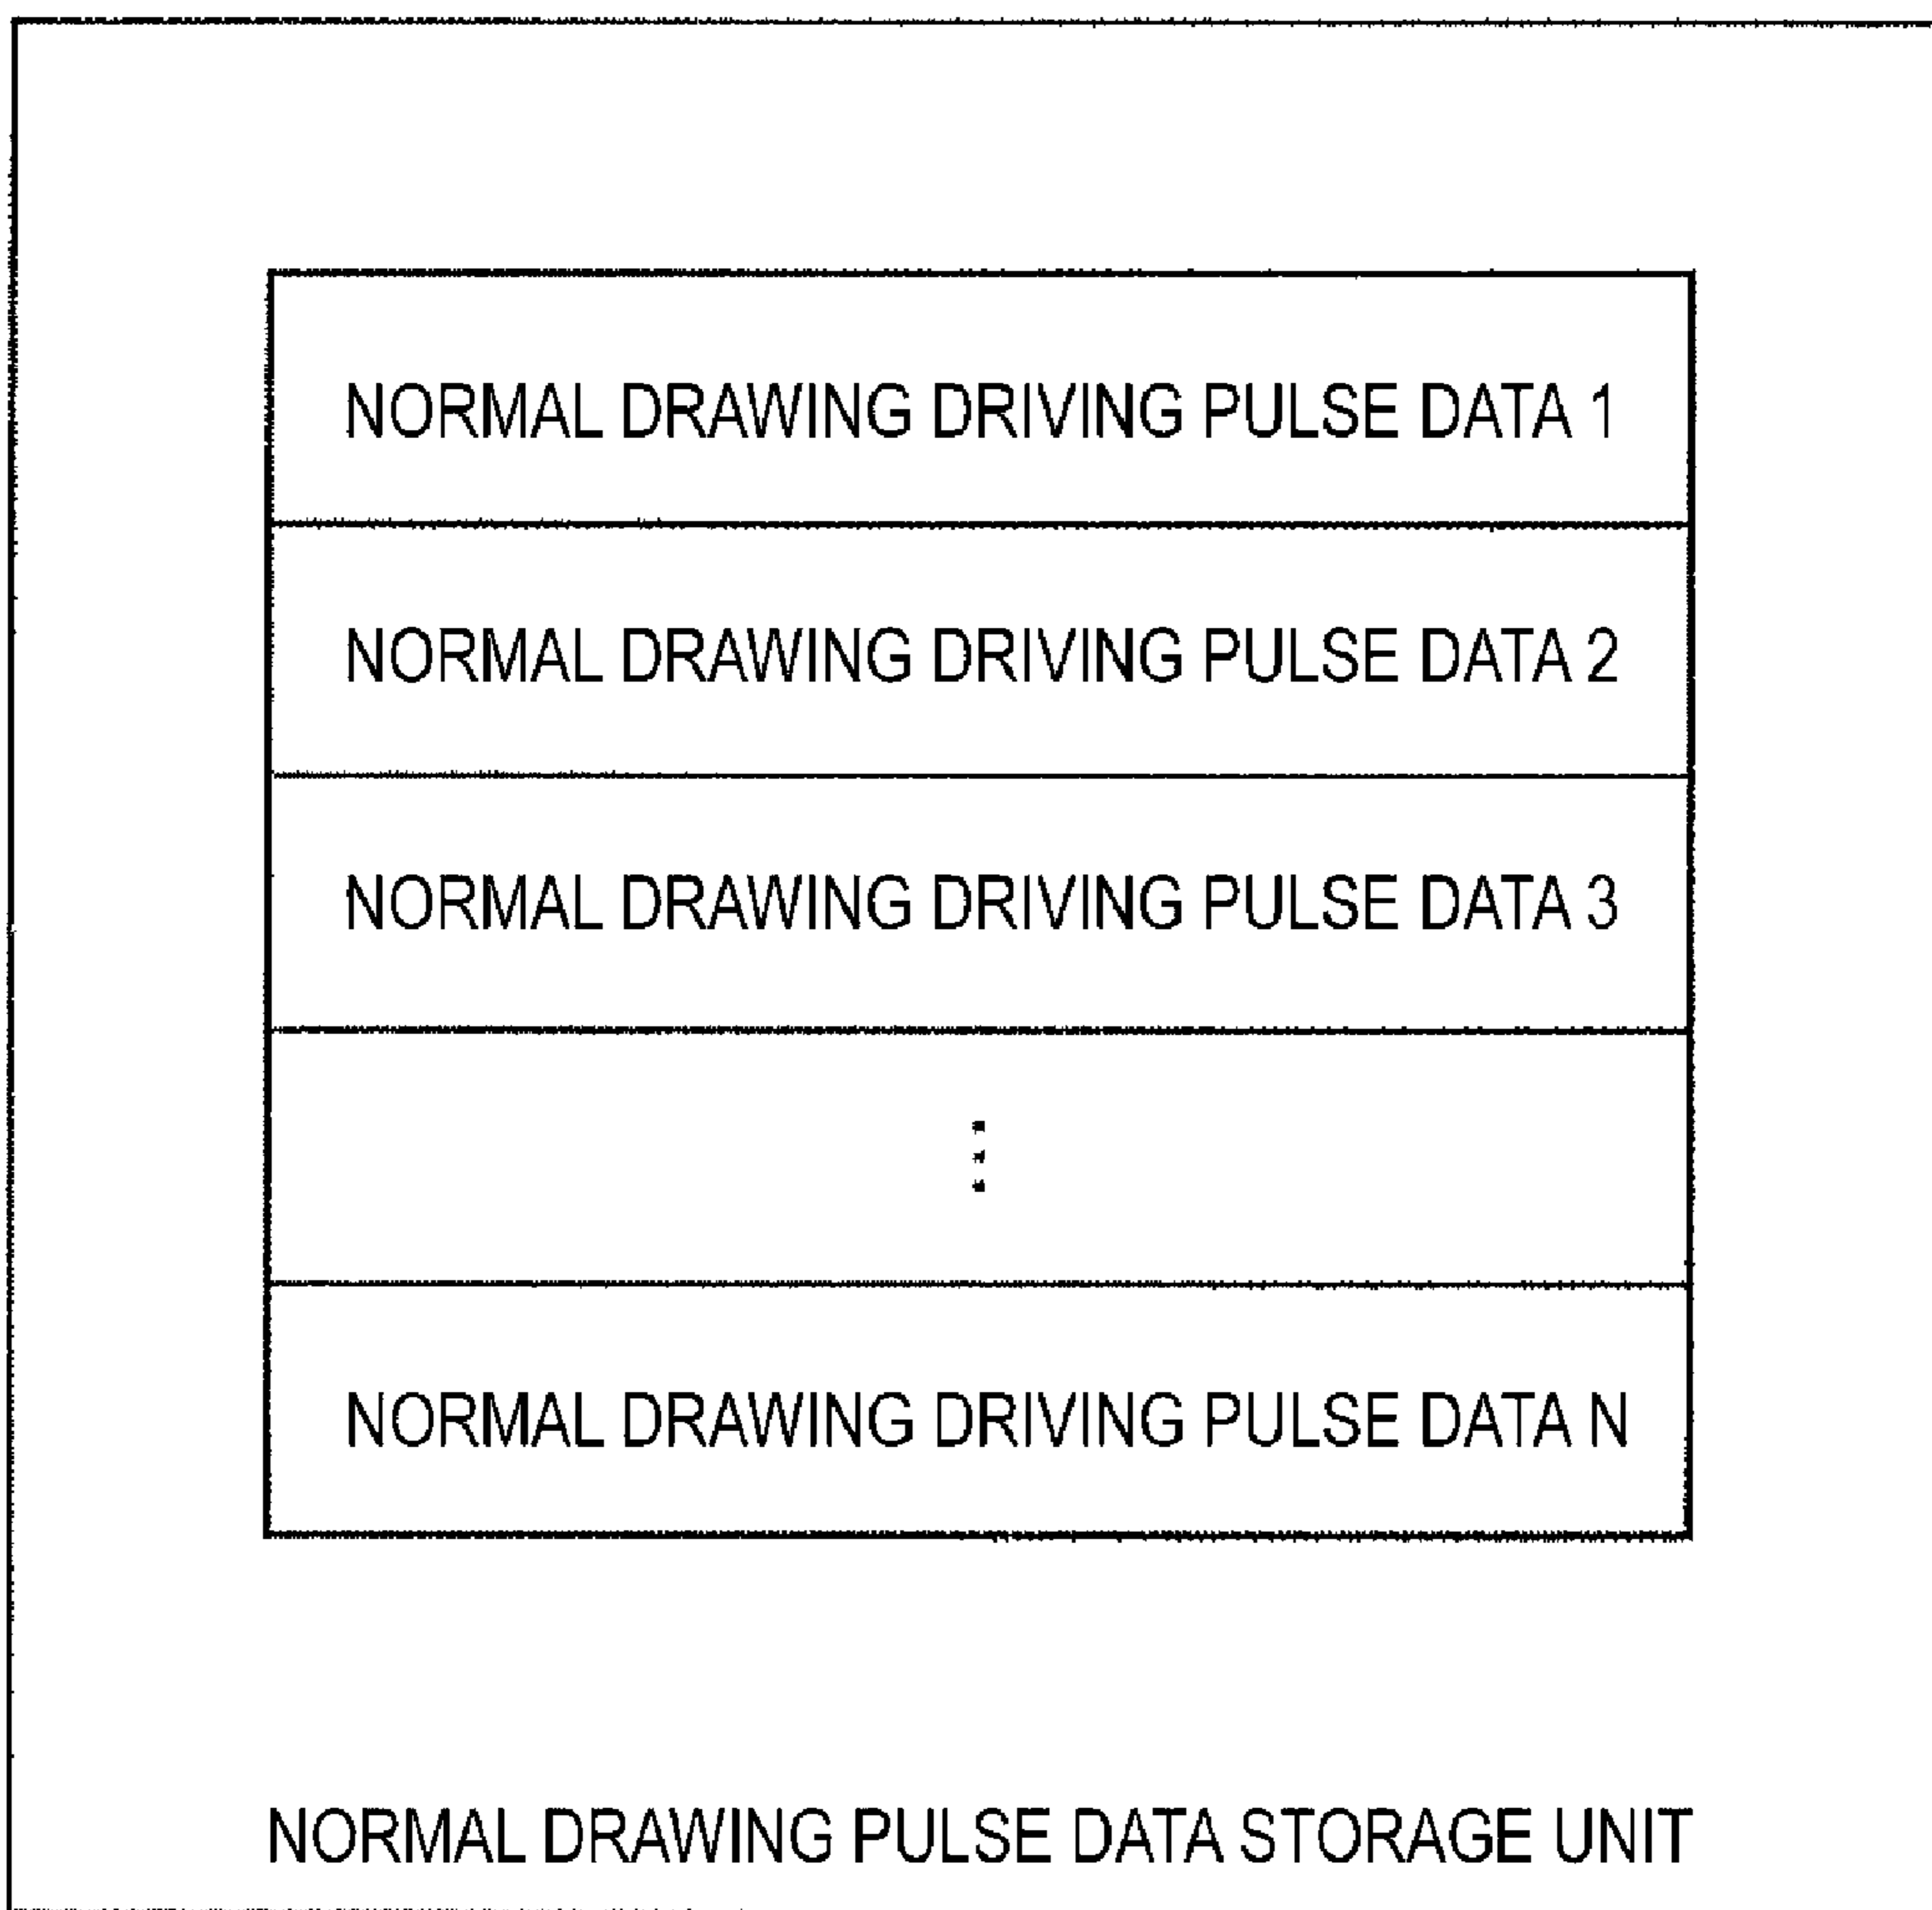 NORMAL DRAWING DRIVING PULSE DATA 1
NORMAL DRAWING DRIVING PULSE DATA 2
NORMAL DRAWING DRIVING PULSE DATA 3
⋮
NORMAL DRAWING DRIVING PULSE DATA N
NORMAL DRAWING PULSE DATA STORAGE UNIT